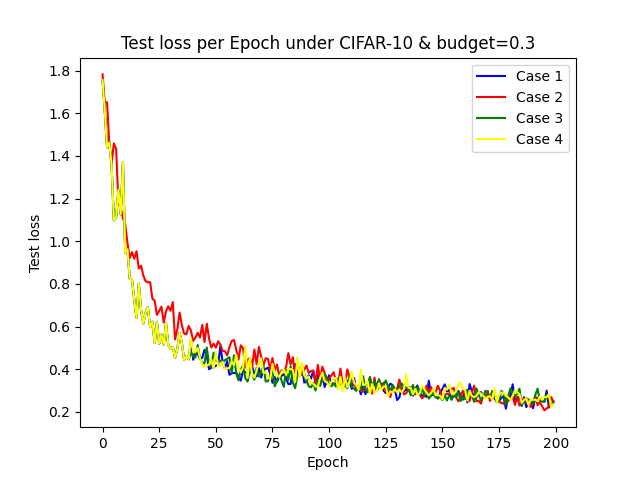 Test loss per Epoch under CIFAR-10 & budget=0.3
Test loss
1.8
1.6
1.4
1.2
1.0
0.8
0.6
0.4
0.2
Case 1
Case 2
Case 3
Case 4
0 25 50 75 100 125 150 175 200
Epoch